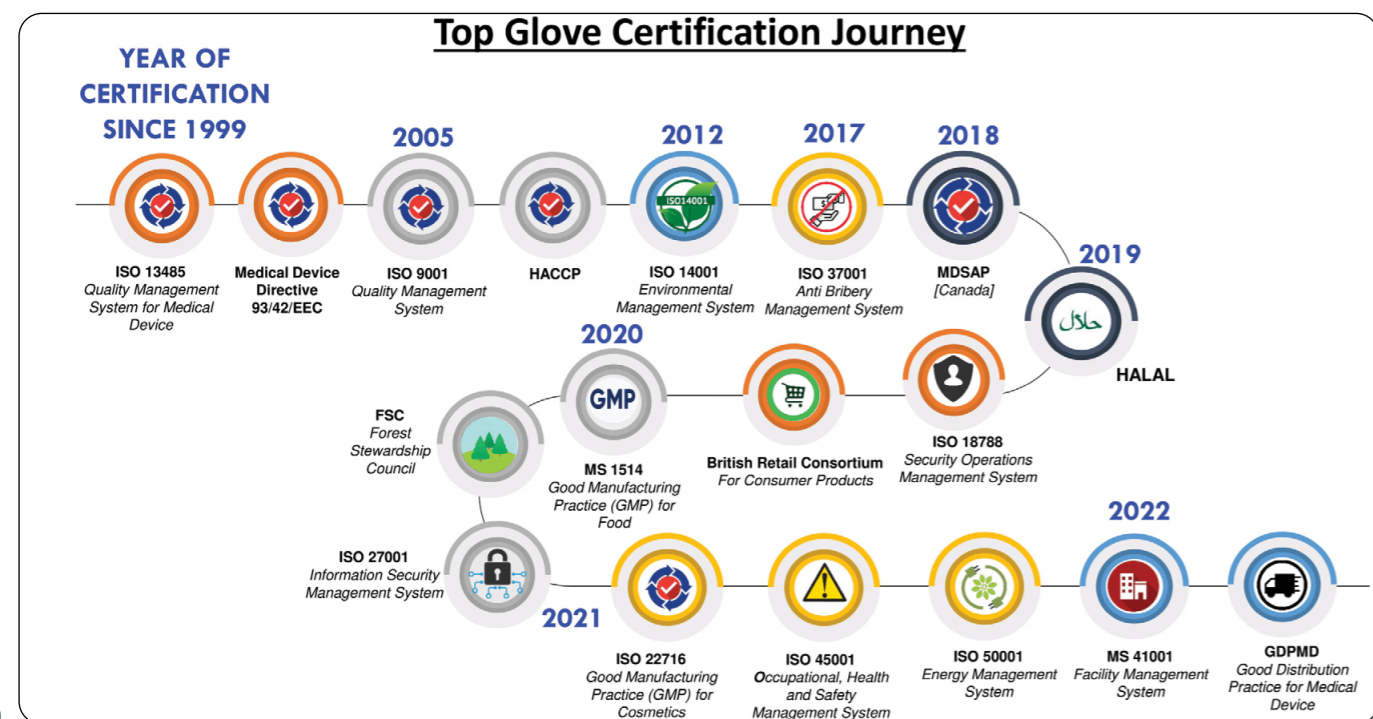 Top Glove Certification Journey
YEAR OF
CERTIFICATION
SINCE 1999
ISO 13485
Quality Management
System for Medical
Device
Medical Device
Directive
93/42/EEC
2005
ISO 9001
Quality Management
System
HACCP
2012
ISO14001
ISO 14001
Environmental
Management System
2017
$
ISO 37001
Anti Bribery
Management System
2018
MDSAP
[Canada]
2019
حلال
HALAL
ISO 18788
Security Operations
Management System
British Retail Consortium
For Consumer Products
2020
GMP
MS 1514
Good Manufacturing
Practice (GMP) for
Food
FSC
Forest
Stewardship
Council
ISO 27001
Information Security
Management System
2021
ISO 22716
Good Manufacturing
Practice (GMP) for
Cosmetics
ISO 45001
Occupational, Health
and Safety
Management System
ISO 50001
Energy Management
System
2022
MS 41001
Facility Management
System
GDPMD
Good Distribution
Practice for Medical
Device